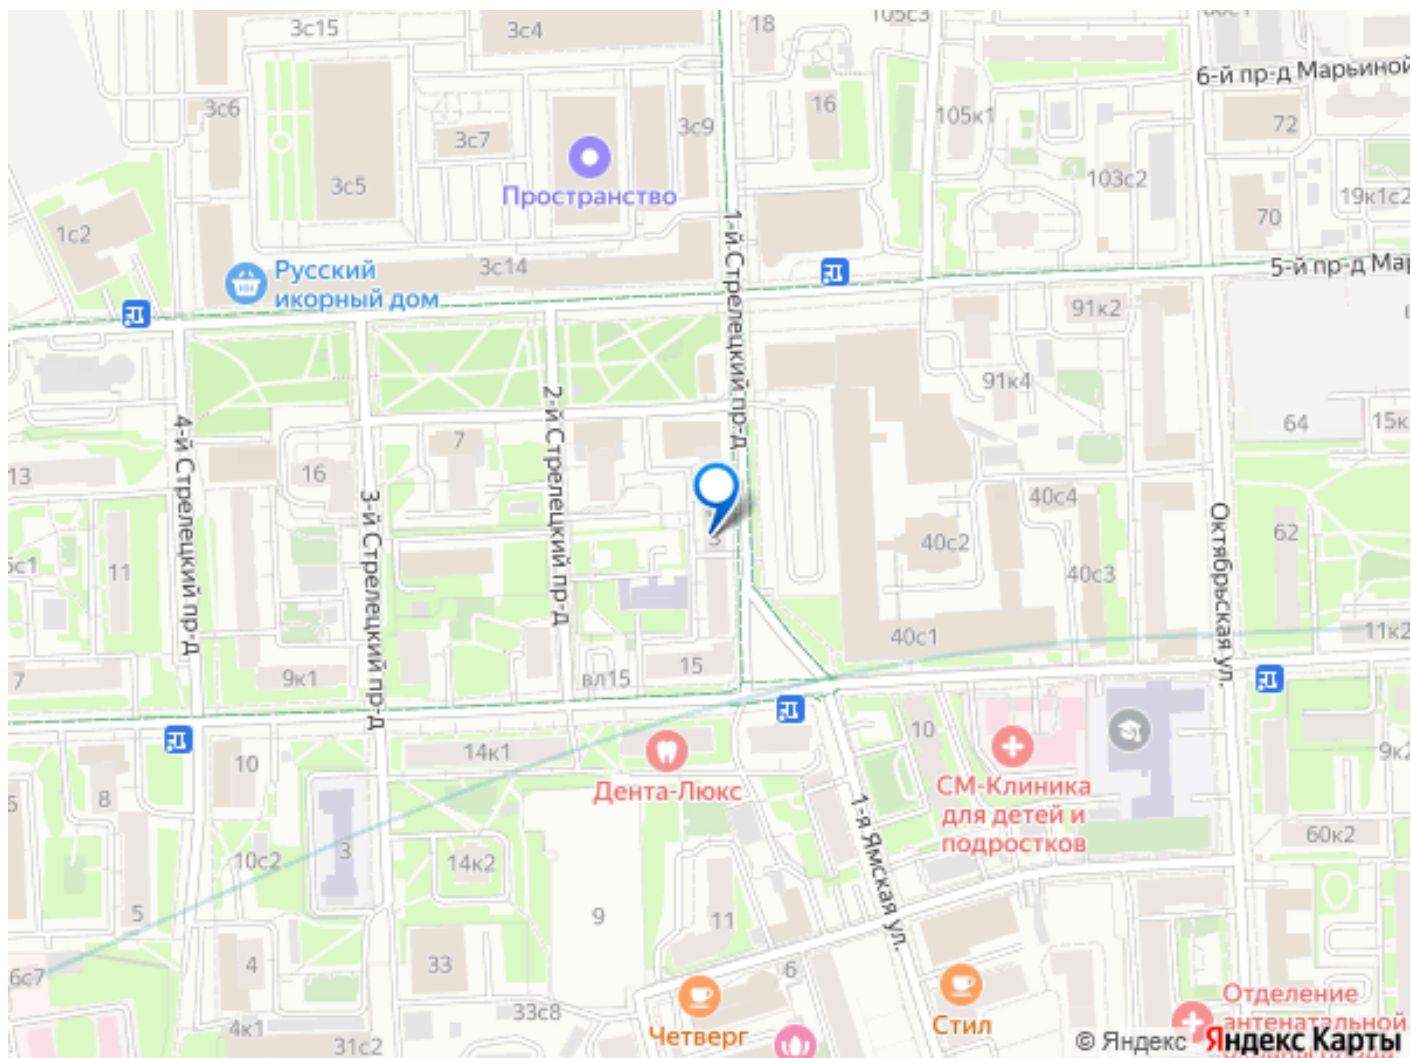 3с15
3с4
18
105с3
6-й пр-д Марьиной
3с6
3с7
3с9
16
105к1
72
Пространство
3с5
103с2
19к1с2
70
1с2
1-й Стрелецкий пр-д
Русский
икорный дом
3с14
5-й пр-д Мар
91к2
91к4
64
15к
4-й Стрелецкий пр-д
2-й Стрелецкий пр-д
7
13
16
3-й Стрелецкий пр-д
40с4
Октябрьская ул.
62
5
40с2
6с1
11
40с3
40с1
11к2
7
9к1
вл15
15
10
14к1
10
Дента-Люкс
СМ-Клиника
для детей и
подростков
9к2
8
1-я Ямская ул.
60к2
10с2
3
14к2
5
9
11
4
33
6
6с7
33с8
4к1
31с2
Четверг
Стил
Отделение
антенатальной
© Яндекс
Яндекс Карты